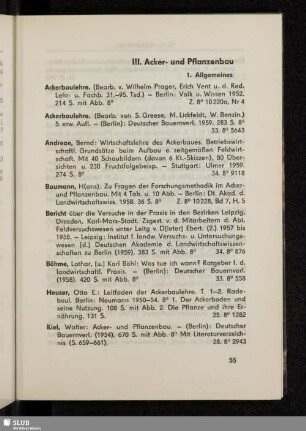 III. Acker- und Pflanzenbau
1. Allgemeines
Ackerbaulehre. (Bearb. v. Wilhelm Prager, Erich Vent u. d. Red.
Lehr- u. Fachb. 31.–95. Tsd.) – Berlin: Volk u. Wissen 1952.
214 S. mit Abb. 8° Z. 8° 10220a, Nr 4
Ackerbaulehre. (Bearb. von S. Greese, M. Lickfeldt, W. Benzin.)
5. erw. Aufl. – (Berlin): Deutscher Bauernverl. 1959. 283 S. 8°
33. 8° 5643
Andreae, Bernd: Wirtschaftslehre des Ackerbaues. Betriebswirt-
schaftl. Grundsätze beim Aufbau e. zeitgemäßen Feldwirt-
schaft. Mit 40 Schaubildern (davon 6 Kt.-Skizzen), 80 Über-
sichten u. 230 Fruchtfolgebeisp. – Stuttgart: Ulmer 1959.
274 S. 8° 34. 8° 9118
Baumann, H(ans): Zu Fragen der Forschungsmethodik im Acker-
und Pflanzenbau. Mit 4 Tab. u. 10 Abb. – Berlin: Dt. Akad. d.
Landwirtschaftswiss. 1958. 36 S. 8° Z. 8° 10228, Bd 7, H. 5
Bericht über die Versuche in der Praxis in den Bezirken Leipzig,
Dresden, Karl-Marx-Stadt. Zsgest. v. d. Mitarbeitern d. Abt.
Feldversuchswesen unter Leitg v. D[ieter] Ebert. (2.) 1957 bis
1958. – Leipzig: Institut f. landw. Versuchs- u. Untersuchungs-
wesen (d.) Deutschen Akademie d. Landwirtschaftswissenschaf-
ten zu Berlin (1959). 383 S. mit Abb. 8° 34. 8° 876
Böhme, Lothar, (u.) Karl Böhl: Was tue ich wann? Ratgeber f. d.
landwirtschaftl. Praxis. – (Berlin): Deutscher Bauernverl.
(1958). 420 S. mit Abb. 8° 33. 8° 558
Heuser, Otto E.: Leitfaden der Ackerbaulehre. T. 1–2. Rade-
beul, Berlin: Neumann 1950–54. 8° 1. Der Ackerboden und
seine Nutzung. 108 S. mit Abb. 2. Die Pflanze und ihre Er-
nährung. 131 S. 23. 8° 1282
Kiel, Walter: Acker- und Pflanzenbau. – (Berlin): Deutscher
Bauernverl. (1954). 670 S. mit Abb. 8° Mit Literaturverzeich-
nis (S. 659–661). 28. 8° 2943
55
SLUB